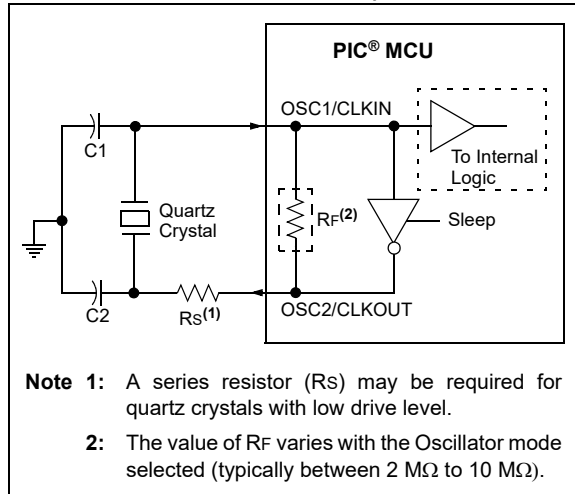 PIC® MCU
OSC1/CLKIN
C1
To Internal
Logic
Quartz
Crystal
RF(2)
Sleep
C2
RS(1)
OSC2/CLKOUT
Note 1: A series resistor (RS) may be required for
quartz crystals with low drive level.
2: The value of RF varies with the Oscillator mode
selected (typically between 2 MΩ to 10 MΩ).